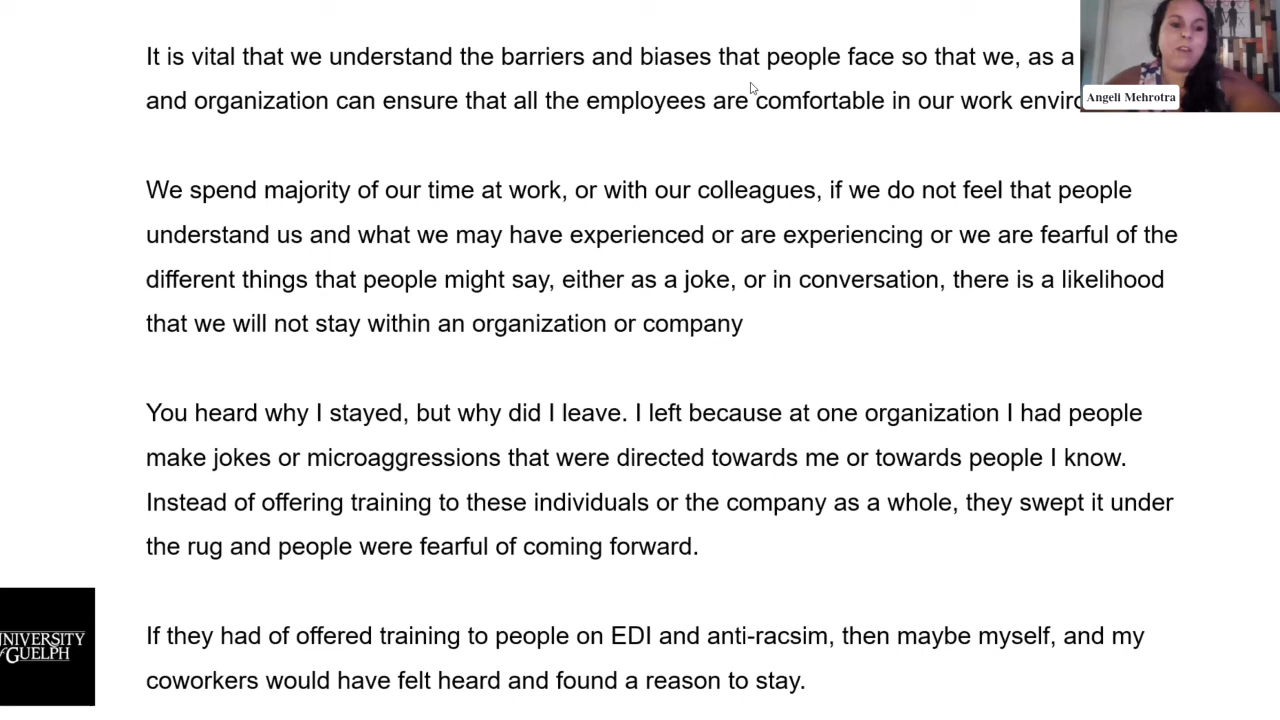 It is vital that we understand the barriers and biases that people face so that we, as a
and organization can ensure that all the employees are comfortable in our work
Angeli Mehrotra
We spend majority of our time at work, or with our colleagues, if we do not feel that people
understand us and what we may have experienced or are experiencing or we are fearful of the
different things that people might say, either as a joke, or in conversation, there is a likelihood
that we will not stay within an organization or company
You heard why I stayed, but why did I leave. I left because at one organization I had people
make jokes or microaggressions that were directed towards me or towards people I know.
Instead of offering training to these individuals or the company as a whole, they swept it under
the rug and people were fearful of coming forward.
If they had of offered training to people on EDI and anti-racsim, then maybe myself, and my
coworkers would have felt heard and found a reason to stay.
UNIVERSITY
of GUELPH